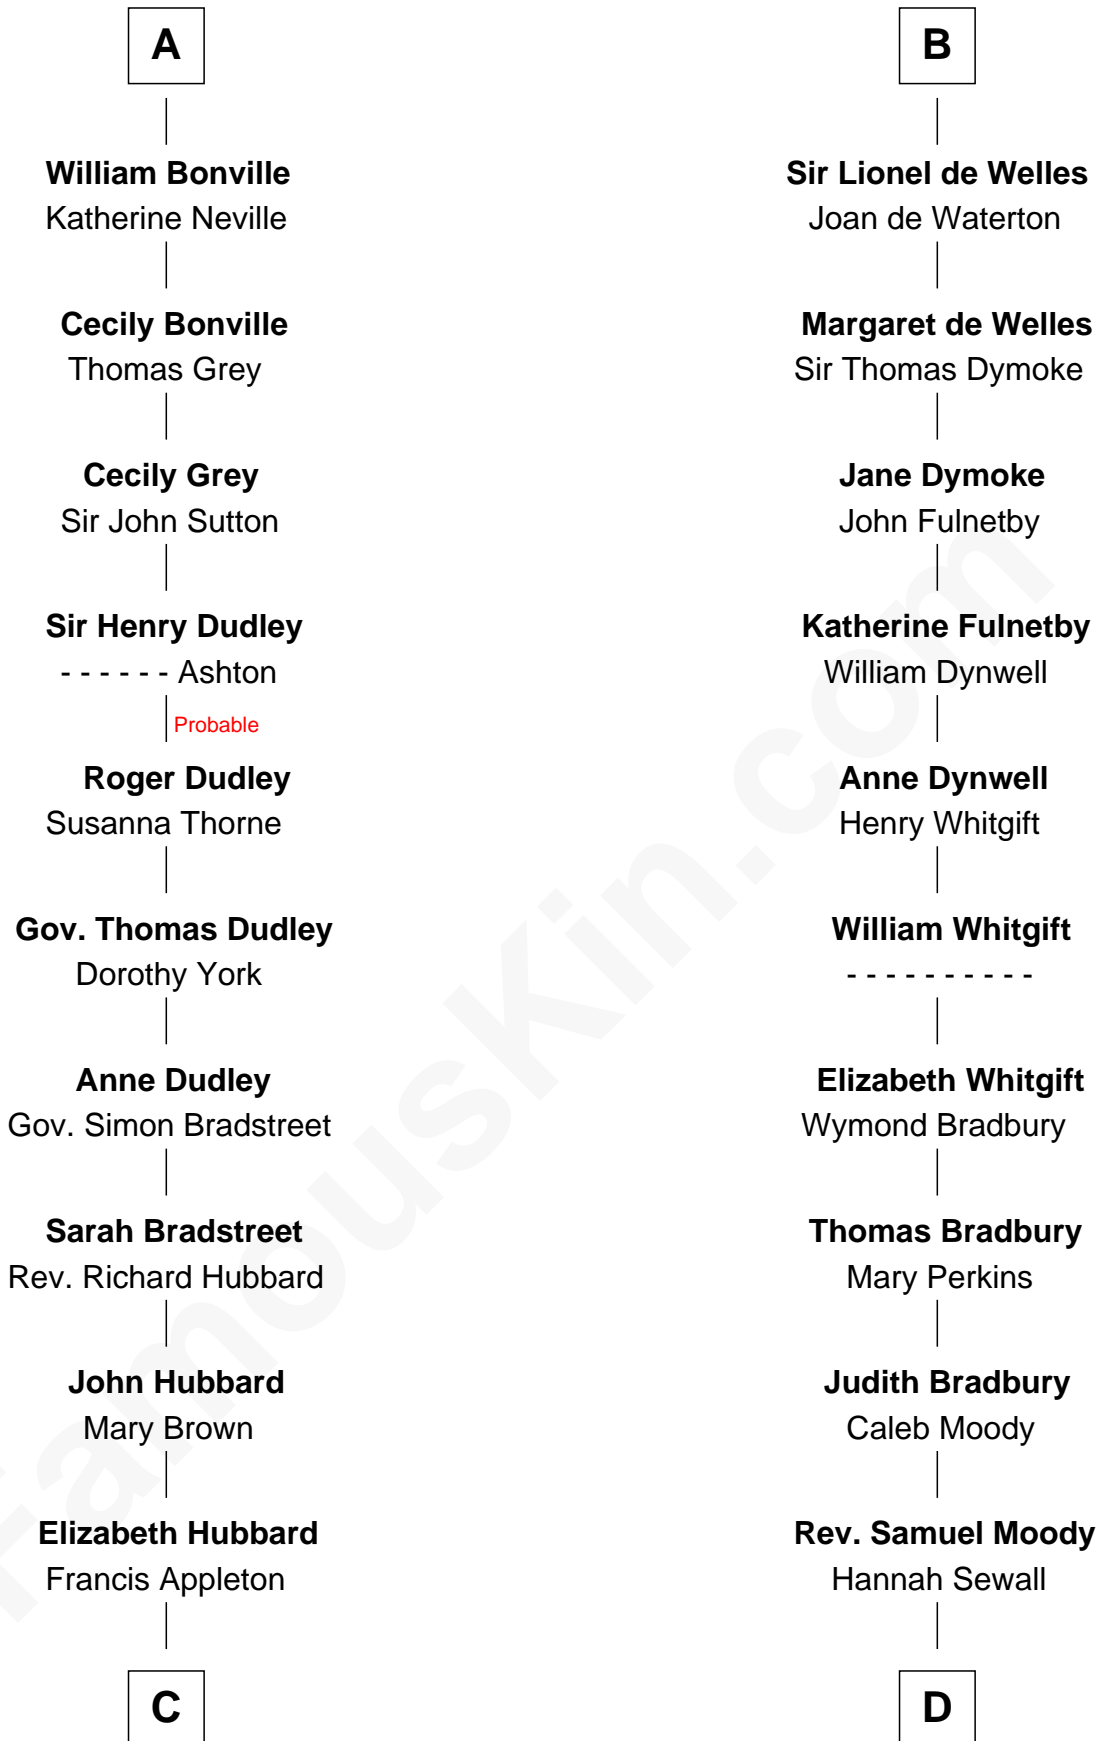 A
William Bonville
Katherine Neville
Cecily Bonville
Thomas Grey
Cecily Grey
Sir John Sutton
Sir Henry Dudley
- - - - - - Ashton
Probable
Roger Dudley
Susanna Thorne
Gov. Thomas Dudley
Dorothy York
Anne Dudley
Gov. Simon Bradstreet
Sarah Bradstreet
Rev. Richard Hubbard
John Hubbard
Mary Brown
Elizabeth Hubbard
Francis Appleton
C
B
Sir Lionel de Welles
Joan de Waterton
Margaret de Welles
Sir Thomas Dymoke
Jane Dymoke
John Fulnetby
Katherine Fulnetby
William Dynwell
Anne Dynwell
Henry Whitgift
William Whitgift
- - - - - - - - - -
Elizabeth Whitgift
Wymond Bradbury
Thomas Bradbury
Mary Perkins
Judith Bradbury
Caleb Moody
Rev. Samuel Moody
Hannah Sewall
D
FamousKin.com